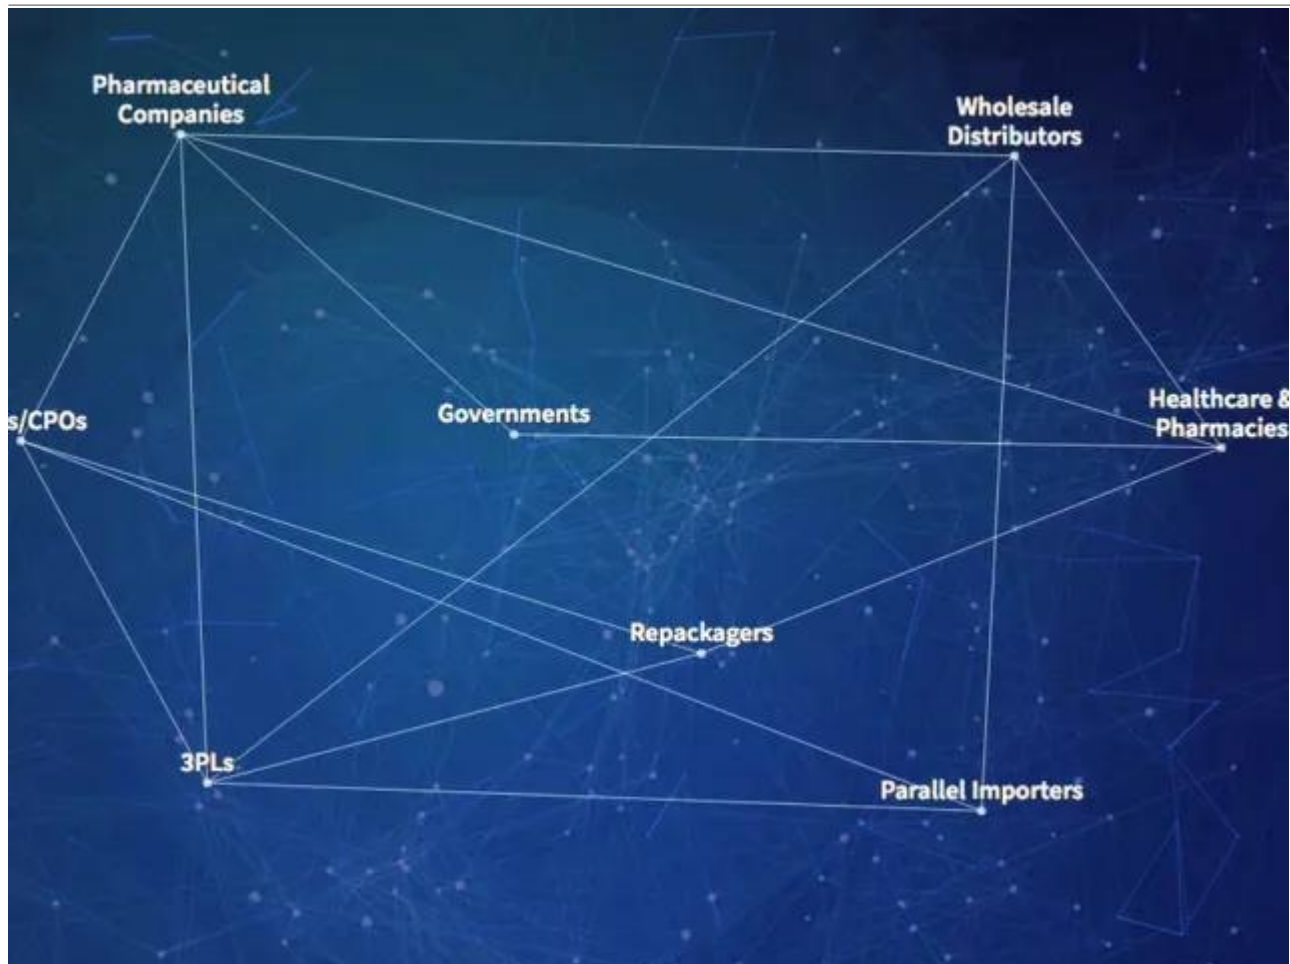 Pharmaceutical
Companies
Wholesale
Distributors
s/CPOs
Governments
Healthcare &
Pharmacies
Repackagers
3PLs
Parallel Importers